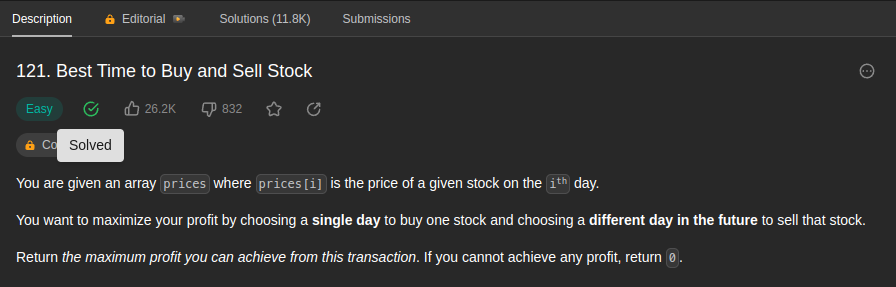 Description Editorial Solutions (11.8K) Submissions
121. Best Time to Buy and Sell Stock
Easy 26.2K 832
Co Solved
You are given an array prices where prices[i] is the price of a given stock on the ith day.
You want to maximize your profit by choosing a single day to buy one stock and choosing a different day in the future to sell that stock.
Return the maximum profit you can achieve from this transaction. If you cannot achieve any profit, return 0.